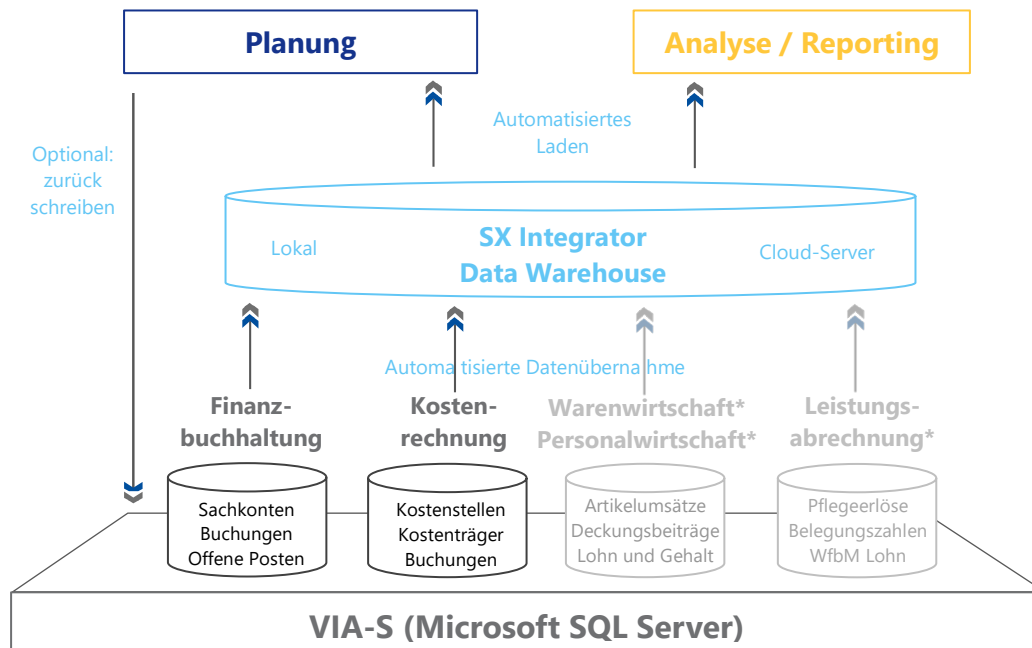 Planung
Analyse / Reporting
Automatisiertes
Laden
Optional:
zurück
schreiben
Lokal
SX Integrator
Data Warehouse
Cloud-Server
Automatisierte Datenübernahme
Finanz-
buchhaltung
Kosten-
rechnung
Warenwirtschaft*
Personalwirtschaft*
Leistungs-
abrechnung*
Sachkonten
Buchungen
Offene Posten
Kostenstellen
Kostenträger
Buchungen
Artikelumsätze
Deckungsbeiträge
Lohn und Gehalt
Pflegeerlöse
Belegungszahlen
WfbM Lohn
VIA-S (Microsoft SQL Server)